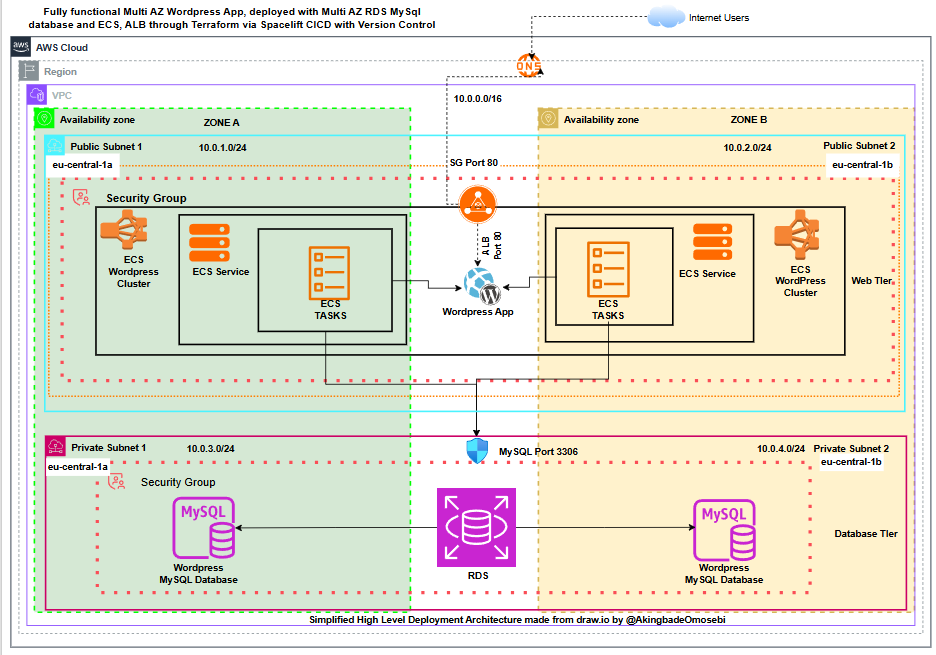 Fully functional Multi AZ Wordpress App, deployed with Multi AZ RDS MySql
database and ECS, ALB through Terraform via Spacelift CICD with Version Control
Internet Users
aws
AWS Cloud
DNS
Region
VPC
10.0.0.0/16
Availability zone
ZONE A
Availability zone
ZONE B
Public Subnet 1
10.0.1.0/24
10.0.2.0/24
Public Subnet 2
eu-central-1a
SG Port 80
eu-central-1b
Security Group
ECS
Wordpress
Cluster
ECS Service
ECS
TASKS
ALB
Port 80
Wordpress App
ECS
TASKS
ECS Service
ECS
WordPress
Cluster
Web TIer
Private Subnet 1
10.0.3.0/24
MySQL Port 3306
10.0.4.0/24
Private Subnet 2
eu-central-1a
eu-central-1b
Security Group
MySQL
Wordpress
MySQL Database
RDS
MySQL
Wordpress
MySQL Database
Database TIer
Simplified High Level Deployment Architecture made from draw.io by @AkingbadeOmosebi